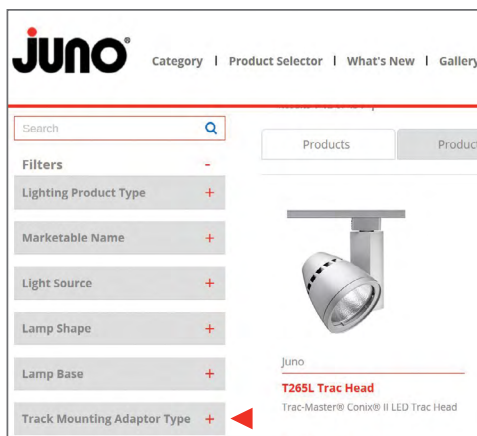 JUNO®
Category | Product Selector | What's New | Gallery
Search
Products
Filters -
Lighting Product Type +
Marketable Name +
Light Source +
Lamp Shape +
Lamp Base +
Track Mounting Adaptor Type +
Juno
T265L Trac Head
Trac-Master® Conix® II LED Trac Head